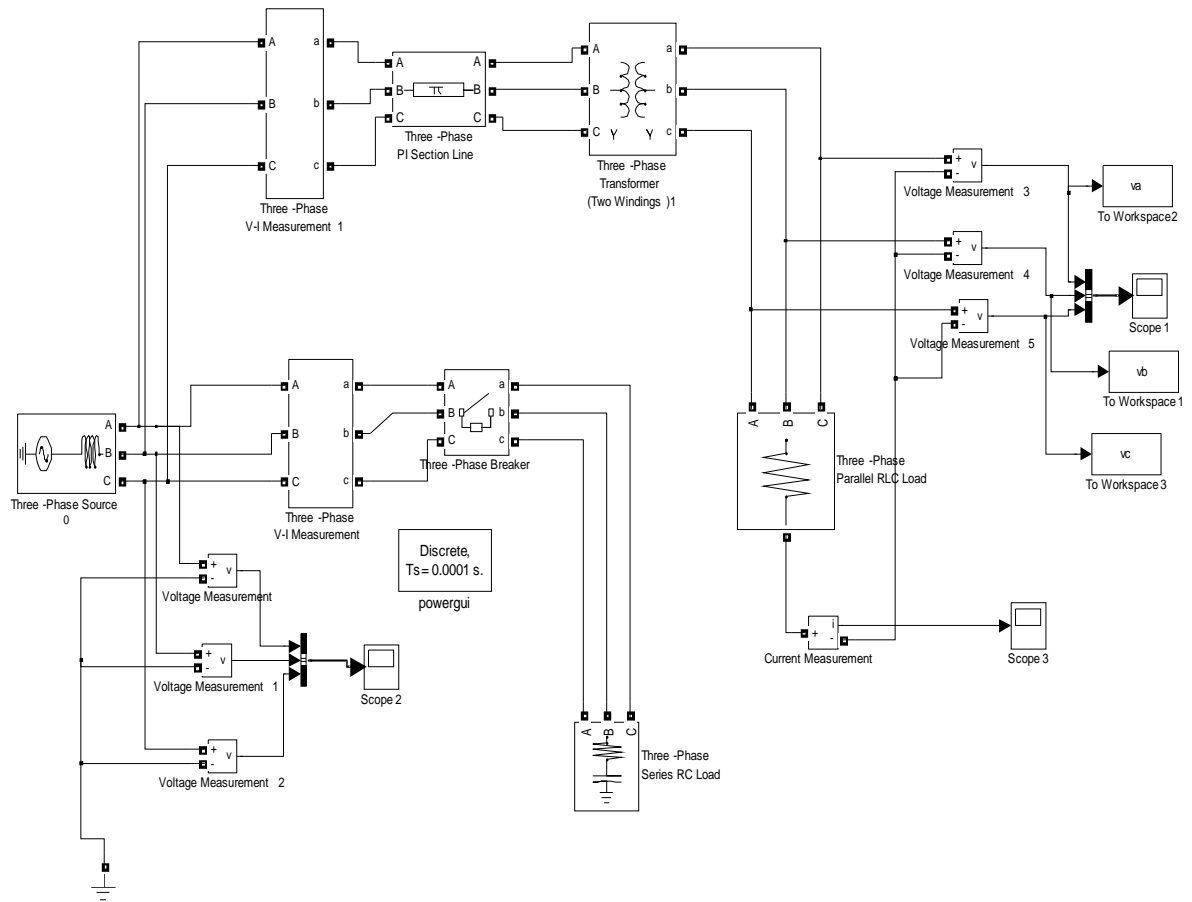 A
B
C
a
b
c
Three -Phase
V-I Measurement 1
A
B
C
A
B
C
Three -Phase
PI Section Line
A
B
C
a
b
c
Y Y
Three -Phase
Transformer
(Two Windings )1
+
-
v
Voltage Measurement 3
va
To Workspace2
+
-
v
Voltage Measurement 4
Scope 1
+
-
v
Voltage Measurement 5
vb
To Workspace 1
vc
To Workspace 3
A
B
C
Three -Phase Source
0
A
B
C
a
b
c
Three -Phase
V-I Measurement
A
B
C
a
b
c
Three -Phase Breaker
A
B
C
Three -Phase
Parallel RLC Load
Discrete,
Ts = 0.0001 s.
powergui
+
-
v
Voltage Measurement
+
-
v
Voltage Measurement 1
Scope 2
+
-
v
Voltage Measurement 2
+
i
-
Current Measurement
Scope 3
A
B
C
Three -Phase
Series RC Load